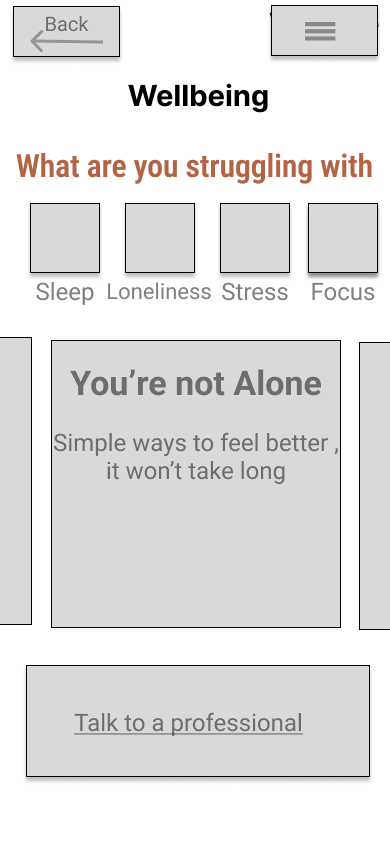 Back
Wellbeing
What are you struggling with
Sleep Loneliness Stress Focus
You're not Alone
Simple ways to feel better ,
it won't take long
Talk to a professional